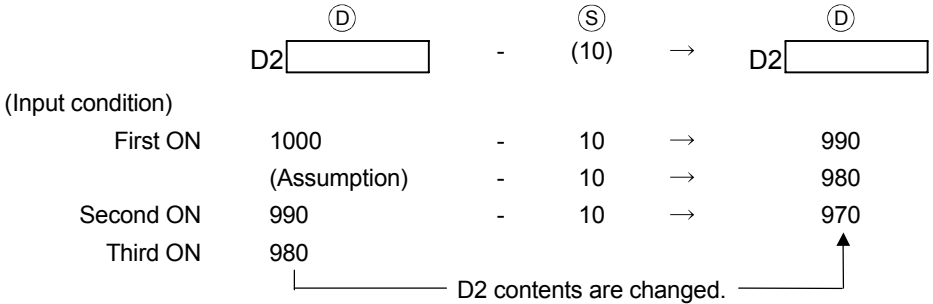 Ⓓ Ⓢ Ⓓ
D2 - (10) → D2
(Input condition)
First ON 1000 - 10 → 990
(Assumption) - 10 → 980
Second ON 990 - 10 → 970
Third ON 980
D2 contents are changed.